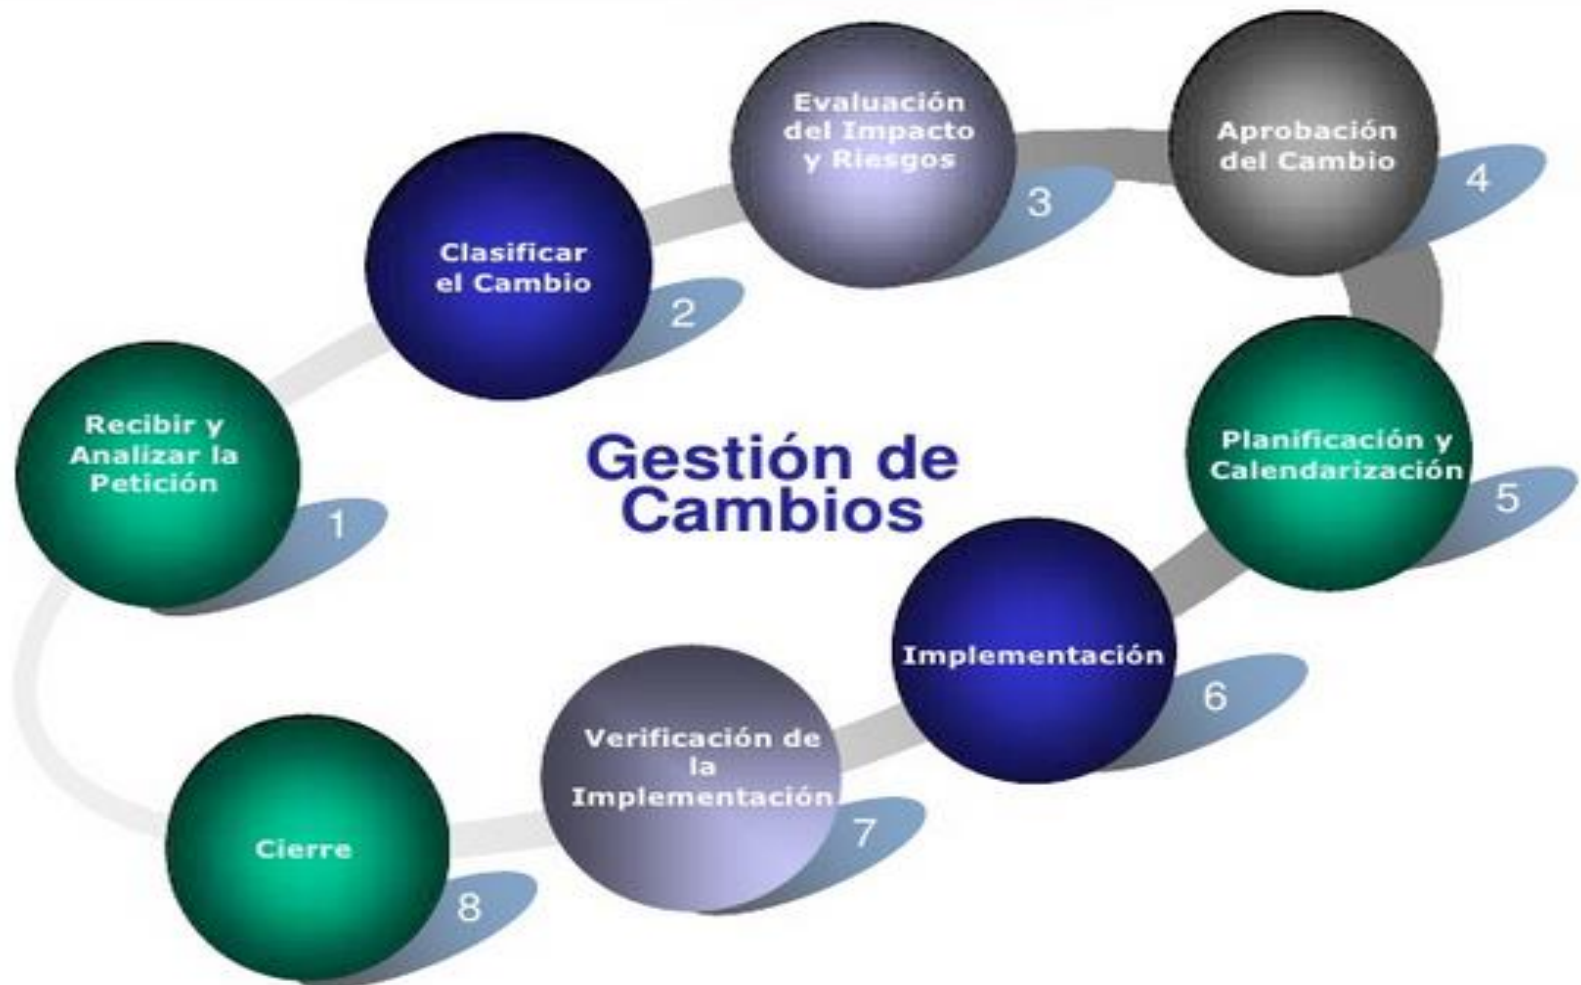 Gestión de
Cambios
Recibir y
Analizar la
Petición
1
Clasificar
el Cambio
2
Evaluación
del Impacto
y Riesgos
3
Aprobación
del Cambio
4
Planificación y
Calendarización
5
Implementación
6
Verificación de
la
Implementación
7
Cierre
8